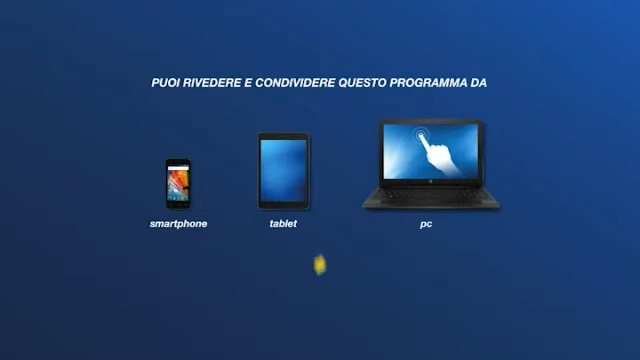 PUOI RIVEDERE E CONDIVIDERE QUESTO PROGRAMMA DA
smartphone tablet pc